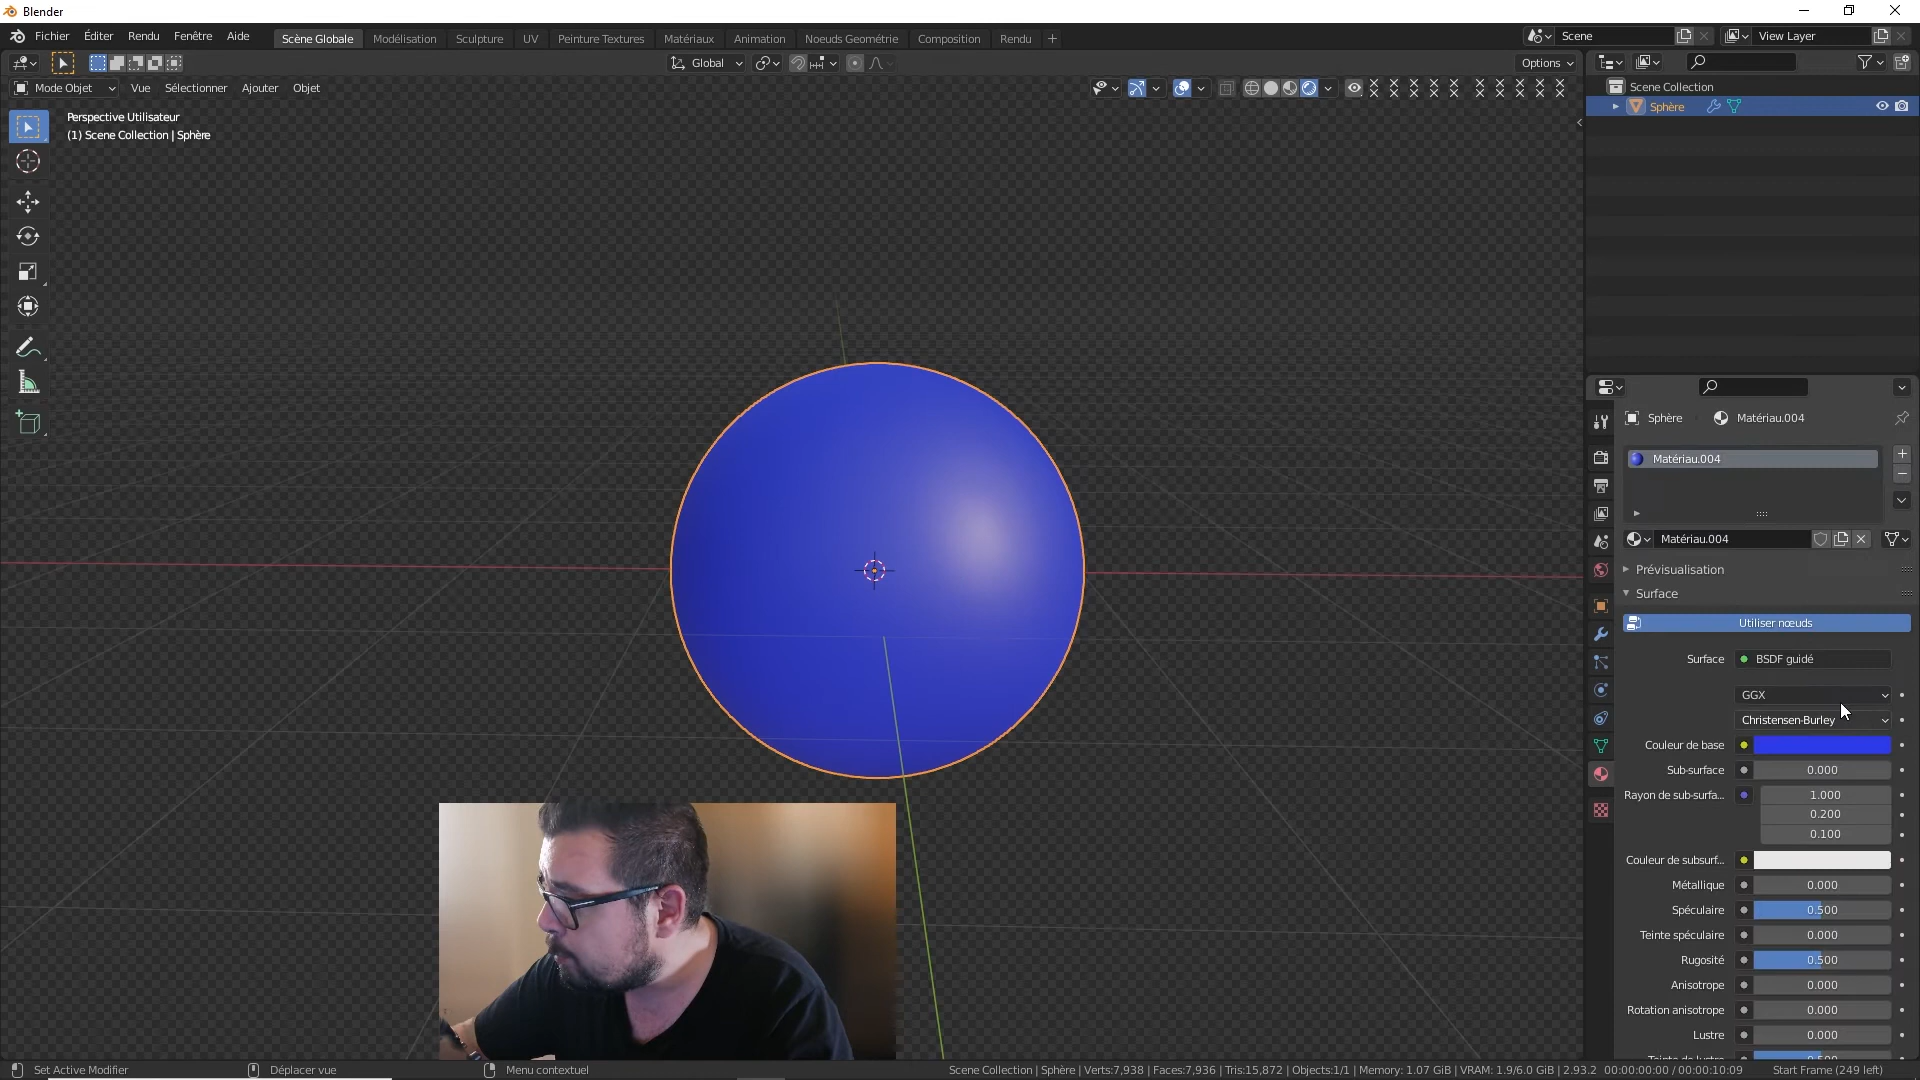 Blender
Fichier Éditer Rendu Fenêtre Aide Scène Globale Modélisation Sculpture UV Peinture Textures Matériaux Animation Noeuds Geométrie Composition Rendu + Scene View Layer
Global Options
Mode Objet Vue Sélectionner Ajouter Objet
Perspective Utilisateur
(1) Scene Collection | Sphère
Scene Collection
Sphère
Sphère Matériau.004
Matériau.004
Matériau.004
Prévisualisation
Surface
Utiliser nœuds
Surface BSDF guidé
GGX
Christensen-Burley
Couleur de base
Sub-surface 0.000
Rayon de sub-surfa... 1.000
0.200
0.100
Couleur de subsurf...
Métallique 0.000
Spéculaire 0.500
Teinte spéculaire 0.000
Rugosité 0.500
Anisotrope 0.000
Rotation anisotrope 0.000
Lustre 0.000
Teinte de lustre 0.500
Set Active Modifier Déplacer vue Menu contextuel Scene Collection | Sphère | Verts:7,938 | Faces:7,936 | Tris:15,872 | Objects:1/1 | Memory: 1.07 GiB | VRAM: 1.9/6.0 GiB | 2.93.2 00:00:00:00 / 00:00:10:09 Start Frame (249 left)